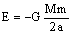 E = −G Mm / 2a